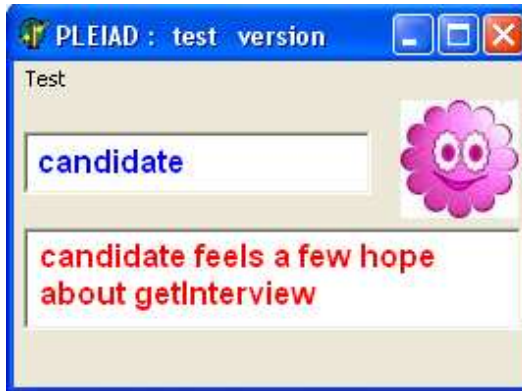 PLEIAD : test version
Test
candidate
candidate feels a few hope
about getInterview